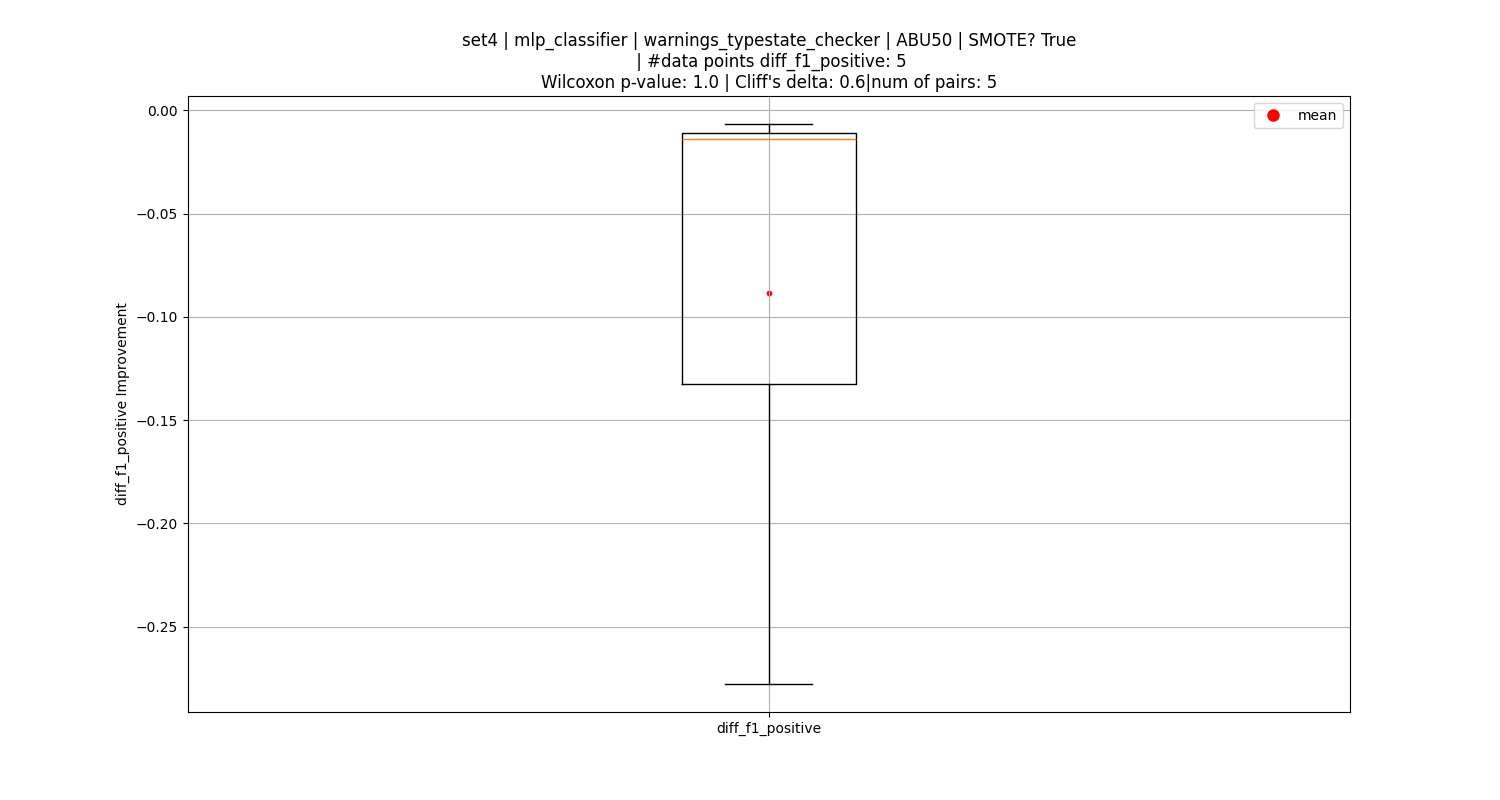 set4 | mlp_classifier | warnings_typestate_checker | ABU50 | SMOTE? True
| #data points diff_f1_positive: 5
Wilcoxon p-value: 1.0 | Cliff's delta: 0.6|num of pairs: 5
mean
0.00
−0.05
−0.10
−0.15
−0.20
−0.25
diff_f1_positive Improvement
diff_f1_positive